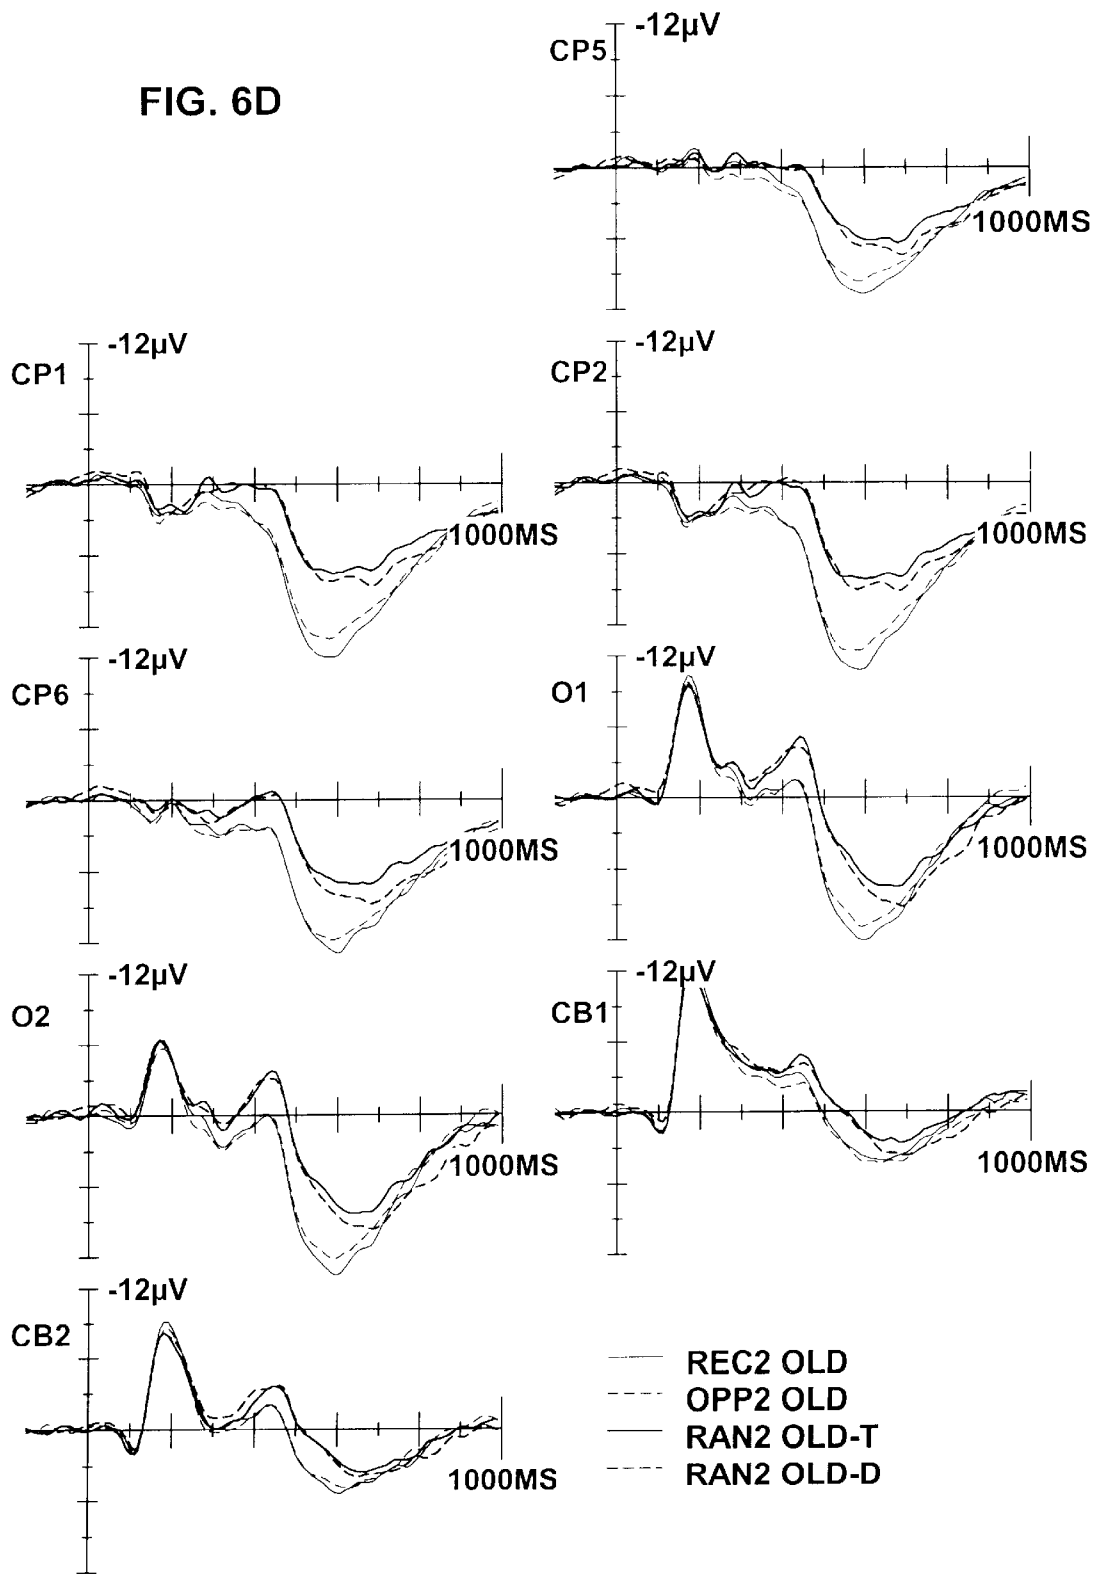 FIG. 6D
-12µV
CP5
1000MS
-12µV
CP1
1000MS
-12µV
CP2
1000MS
-12µV
CP6
1000MS
-12µV
O1
1000MS
-12µV
O2
1000MS
-12µV
CB1
1000MS
-12µV
CB2
1000MS
REC2 OLD
OPP2 OLD
RAN2 OLD-T
RAN2 OLD-D